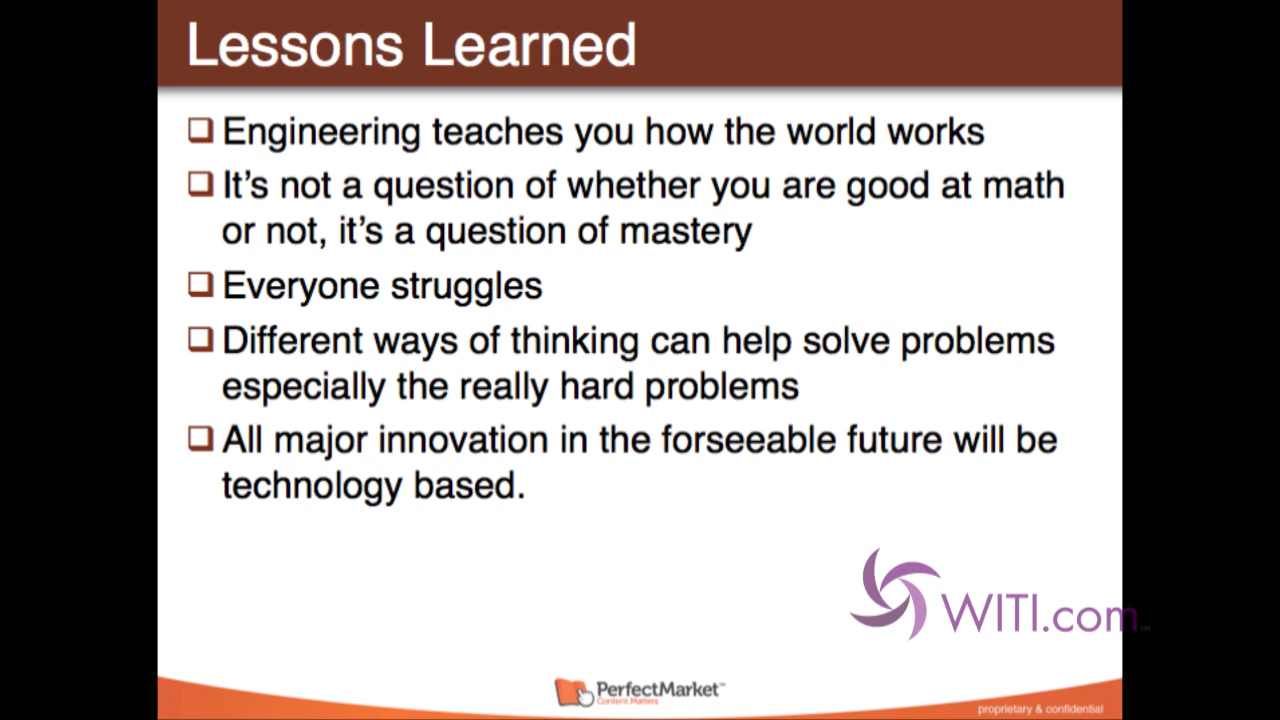 Lessons Learned
Engineering teaches you how the world works
It's not a question of whether you are good at math
or not, it's a question of mastery
Everyone struggles
Different ways of thinking can help solve problems
especially the really hard problems
All major innovation in the forseeable future will be
technology based.
WITI.com™
PerfectMarket™
Content Matters
proprietary & confidential